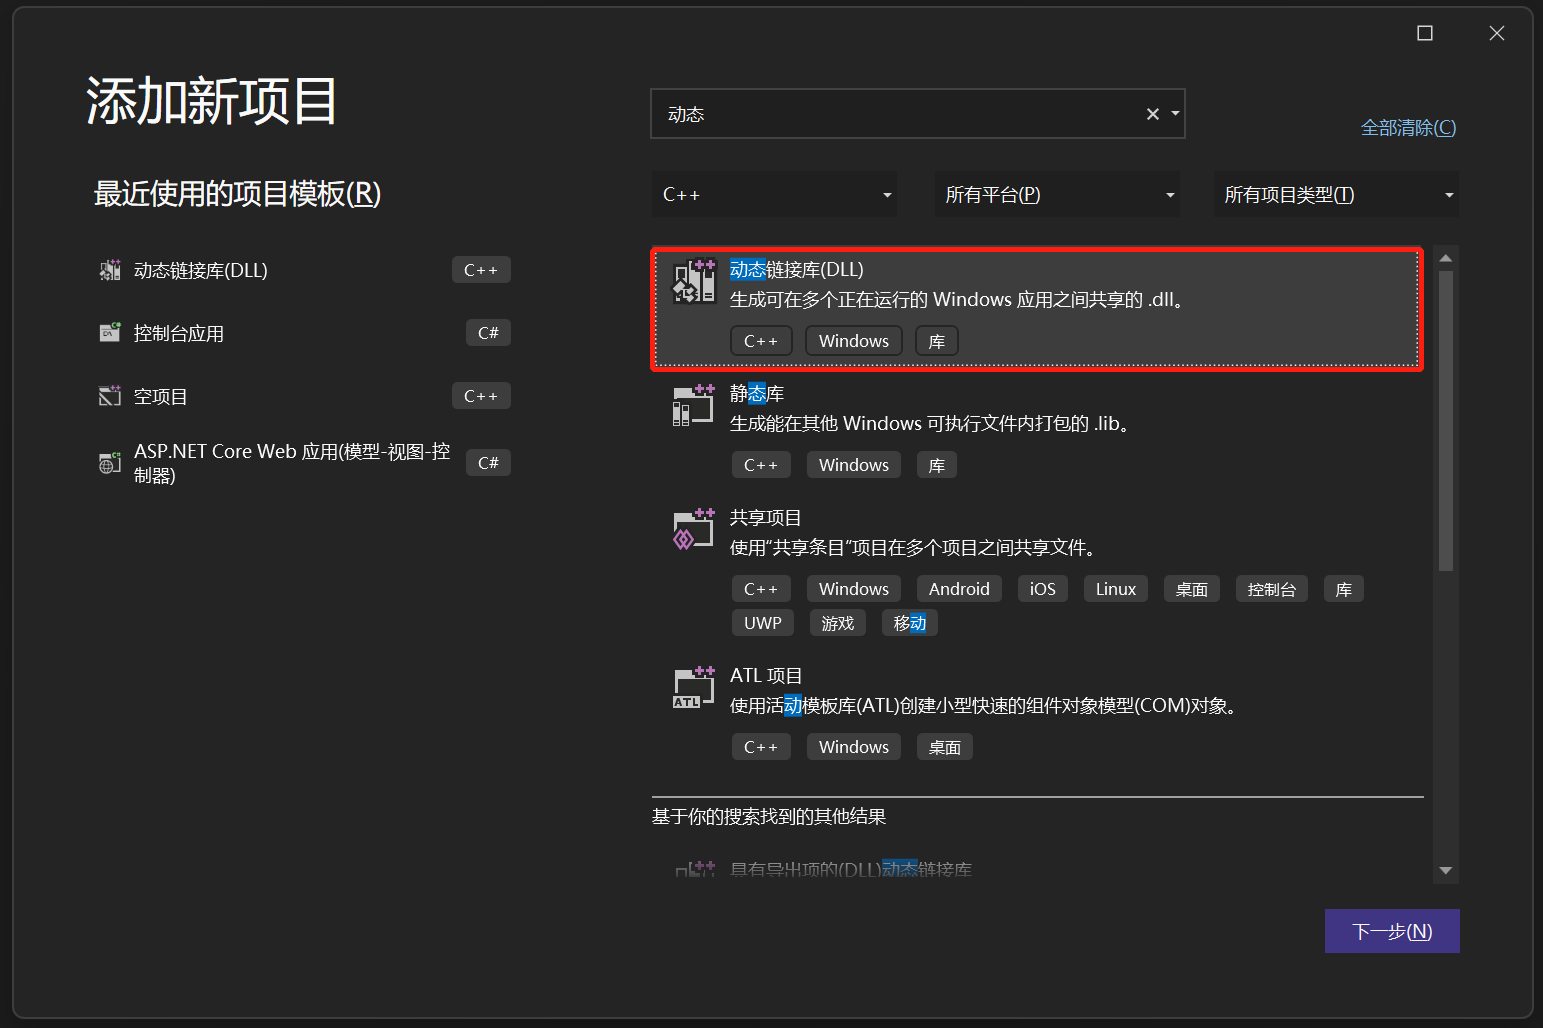 添加新项目
动态
全部清除(C)
最近使用的项目模板(R)
C++
所有平台(P)
所有项目类型(T)
动态链接库(DLL)
C++
控制台应用
C#
空项目
C++
ASP.NET Core Web 应用(模型-视图-控
制器)
C#
动态链接库(DLL)
生成可在多个正在运行的 Windows 应用之间共享的 .dll。
C++ Windows 库
静态库
生成能在其他 Windows 可执行文件内打包的 .lib。
C++ Windows 库
共享项目
使用“共享条目”项目在多个项目之间共享文件。
C++ Windows Android iOS Linux 桌面 控制台 库
UWP 游戏 移动
ATL
ATL 项目
使用活动模板库(ATL)创建小型快速的组件对象模型(COM)对象。
C++ Windows 桌面
基于你的搜索找到的其他结果
具有导出项的(DLL)动态链接库
下一步(N)